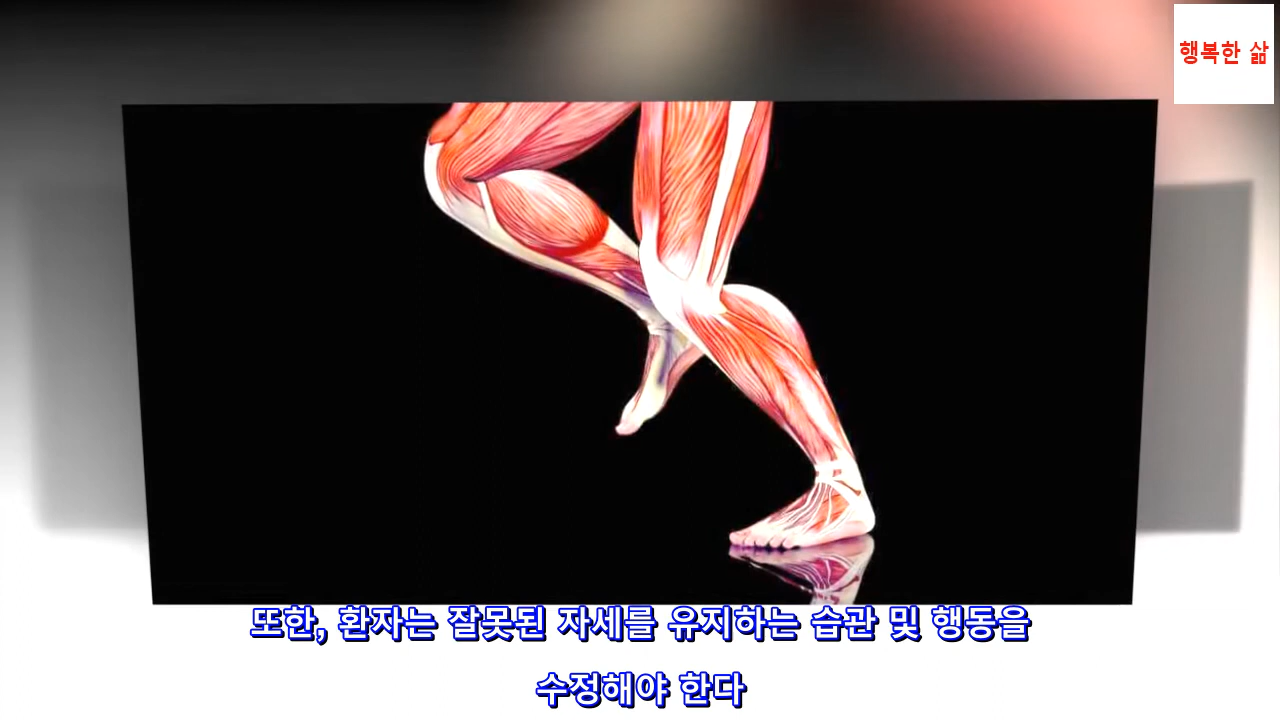 행복한 삶
또한, 환자는 잘못된 자세를 유지하는 습관 및 행동을
수정해야 한다